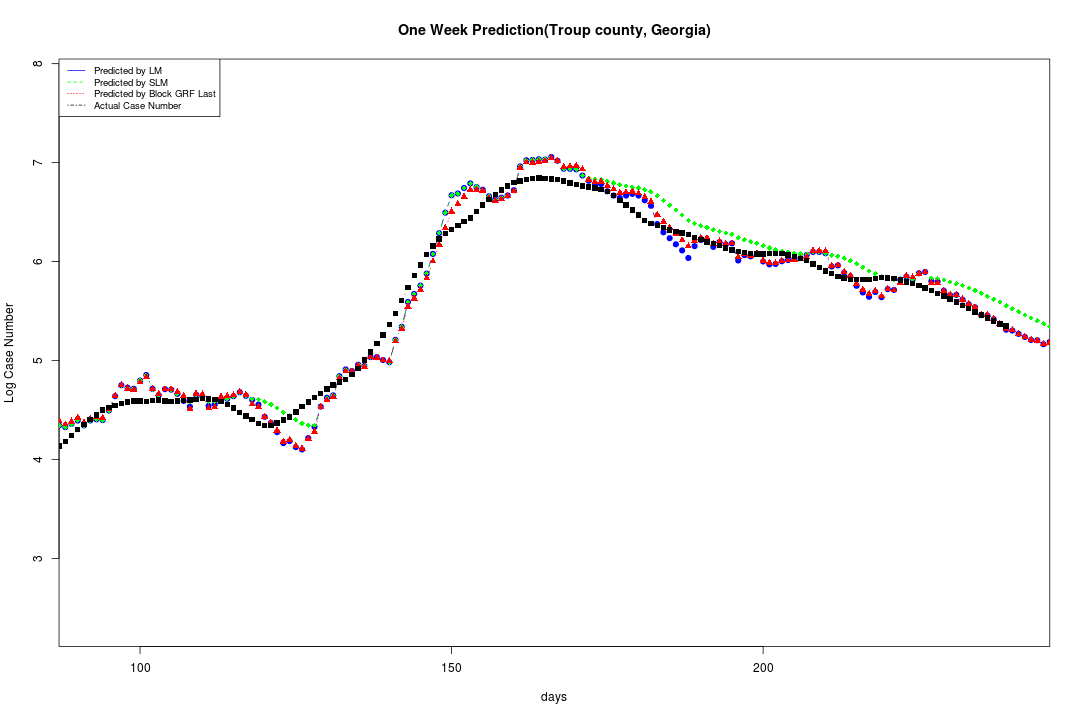 One Week Prediction(Troup county, Georgia)
Predicted by LM
Predicted by SLM
Predicted by Block GRF Last
Actual Case Number
8
7
6
5
4
3
Log Case Number
100
150
200
days